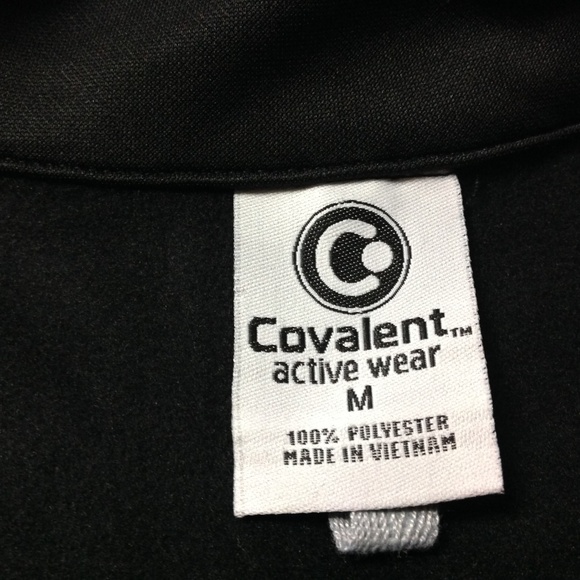 Covalent™
active wear
M
100% POLYESTER
MADE IN VIETNAM